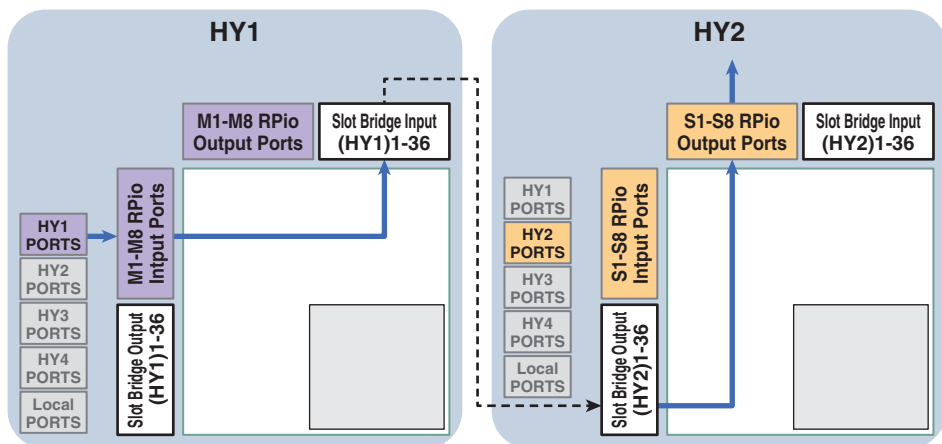 HY1
M1-M8 RPio
Output Ports
Slot Bridge Input
(HY1)1-36
M1-M8 RPio
Intput Ports
HY1
PORTS
HY2
PORTS
HY3
PORTS
HY4
PORTS
Local
PORTS
Slot Bridge Output
(HY1)1-36
HY2
S1-S8 RPio
Output Ports
Slot Bridge Input
(HY2)1-36
HY1
PORTS
HY2
PORTS
HY3
PORTS
HY4
PORTS
Local
PORTS
S1-S8 RPio
Intput Ports
Slot Bridge Output
(HY2)1-36